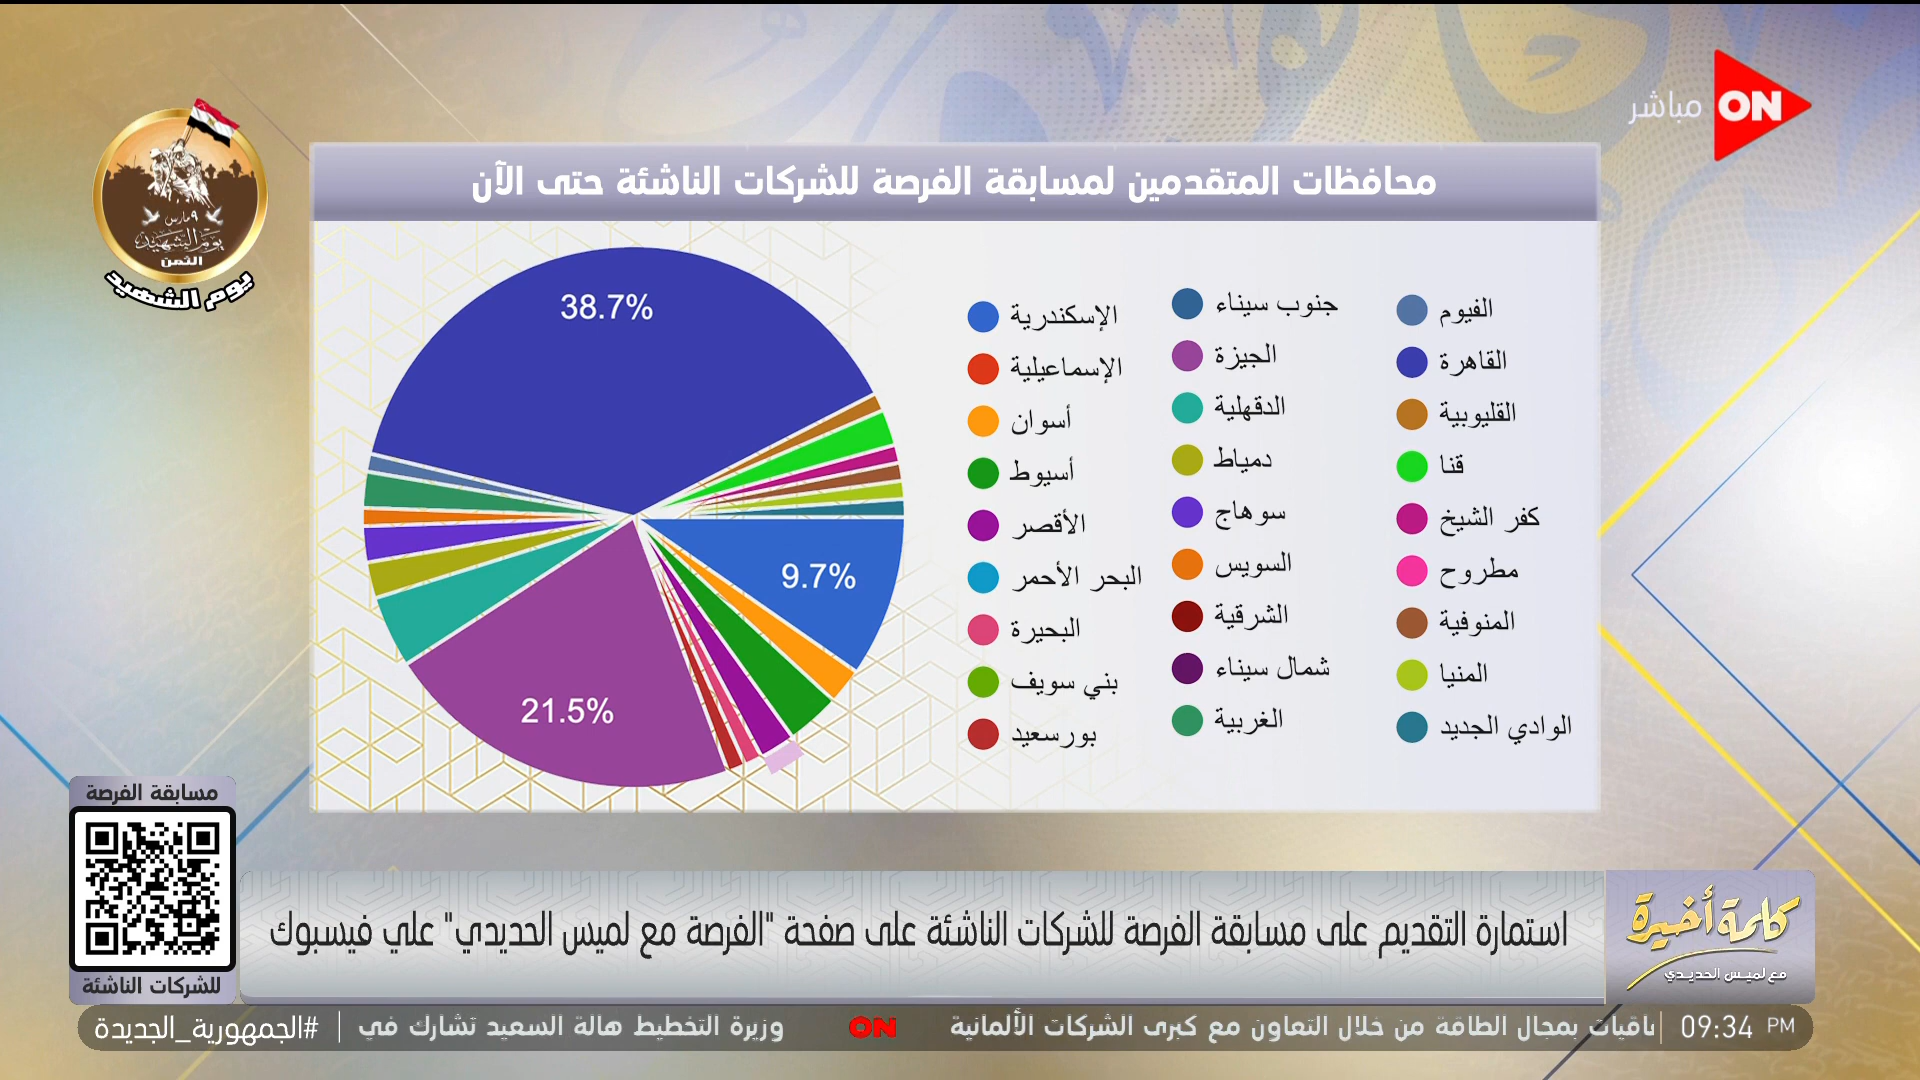 ON مباشر
٩ مارس
يوم الشهيد
الثمن
يوم الشهيد
محافظات المتقدمين لمسابقة الفرصة للشركات الناشئة حتى الآن
38.7%
9.7%
21.5%
الإسكندرية
الإسماعيلية
أسوان
أسيوط
الأقصر
البحر الأحمر
البحيرة
بني سويف
بورسعيد
جنوب سيناء
الجيزة
الدقهلية
دمياط
سوهاج
السويس
الشرقية
شمال سيناء
الغربية
الفيوم
القاهرة
القليوبية
قنا
كفر الشيخ
مطروح
المنوفية
المنيا
الوادي الجديد
مسابقة الفرصة
للشركات الناشئة
استمارة التقديم على مسابقة الفرصة للشركات الناشئة على صفحة "الفرصة مع لميس الحديدي" علي فيسبوك
كلمة أخيرة
مع لميس الحديدي
09:34 PM
بمجال الطاقة من خلال التعاون مع كبرى الشركات الألمانية ON وزيرة التخطيط هالة السعيد تشارك في
#الجمهورية_الجديدة